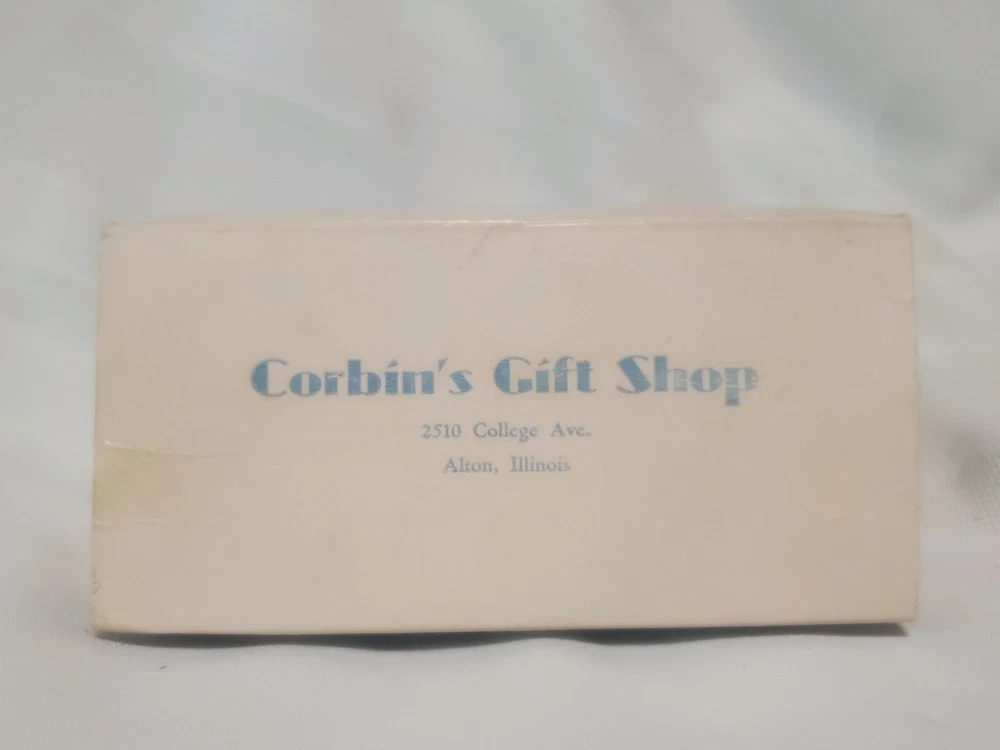 Corbin's Gift Shop
2510 College Ave.
Alton, Illinois